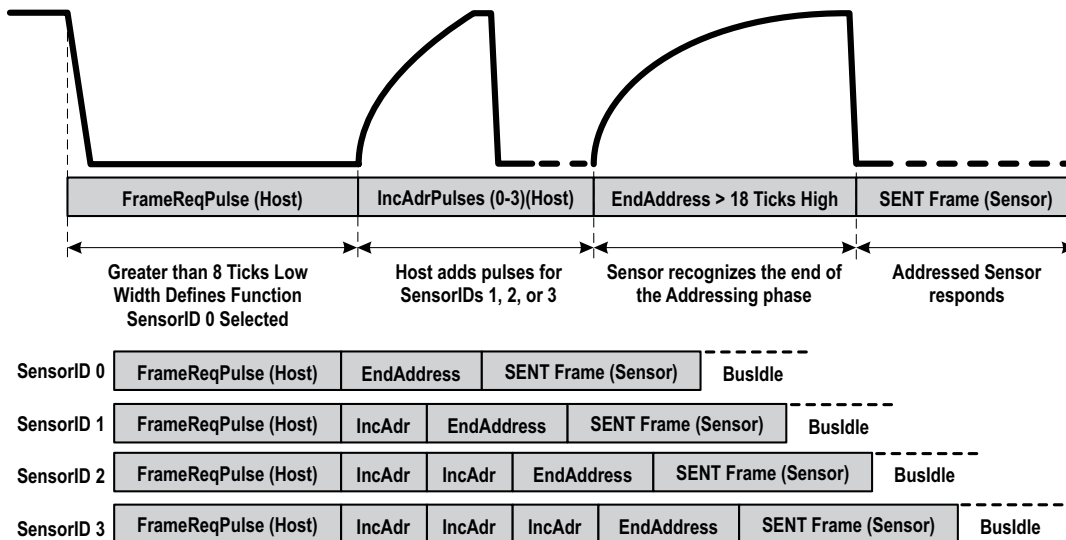 FrameReqPulse (Host) IncAdrPulses (0-3)(Host) EndAddress > 18 Ticks High SENT Frame (Sensor)
Greater than 8 Ticks Low
Width Defines Function
SensorID 0 Selected
Host adds pulses for
SensorIDs 1, 2, or 3
Sensor recognizes the end of
the Addressing phase
Addressed Sensor
responds
SensorID 0 FrameReqPulse (Host) EndAddress SENT Frame (Sensor) BusIdle
SensorID 1 FrameReqPulse (Host) IncAdr EndAddress SENT Frame (Sensor) BusIdle
SensorID 2 FrameReqPulse (Host) IncAdr IncAdr EndAddress SENT Frame (Sensor) BusIdle
SensorID 3 FrameReqPulse (Host) IncAdr IncAdr IncAdr EndAddress SENT Frame (Sensor) BusIdle